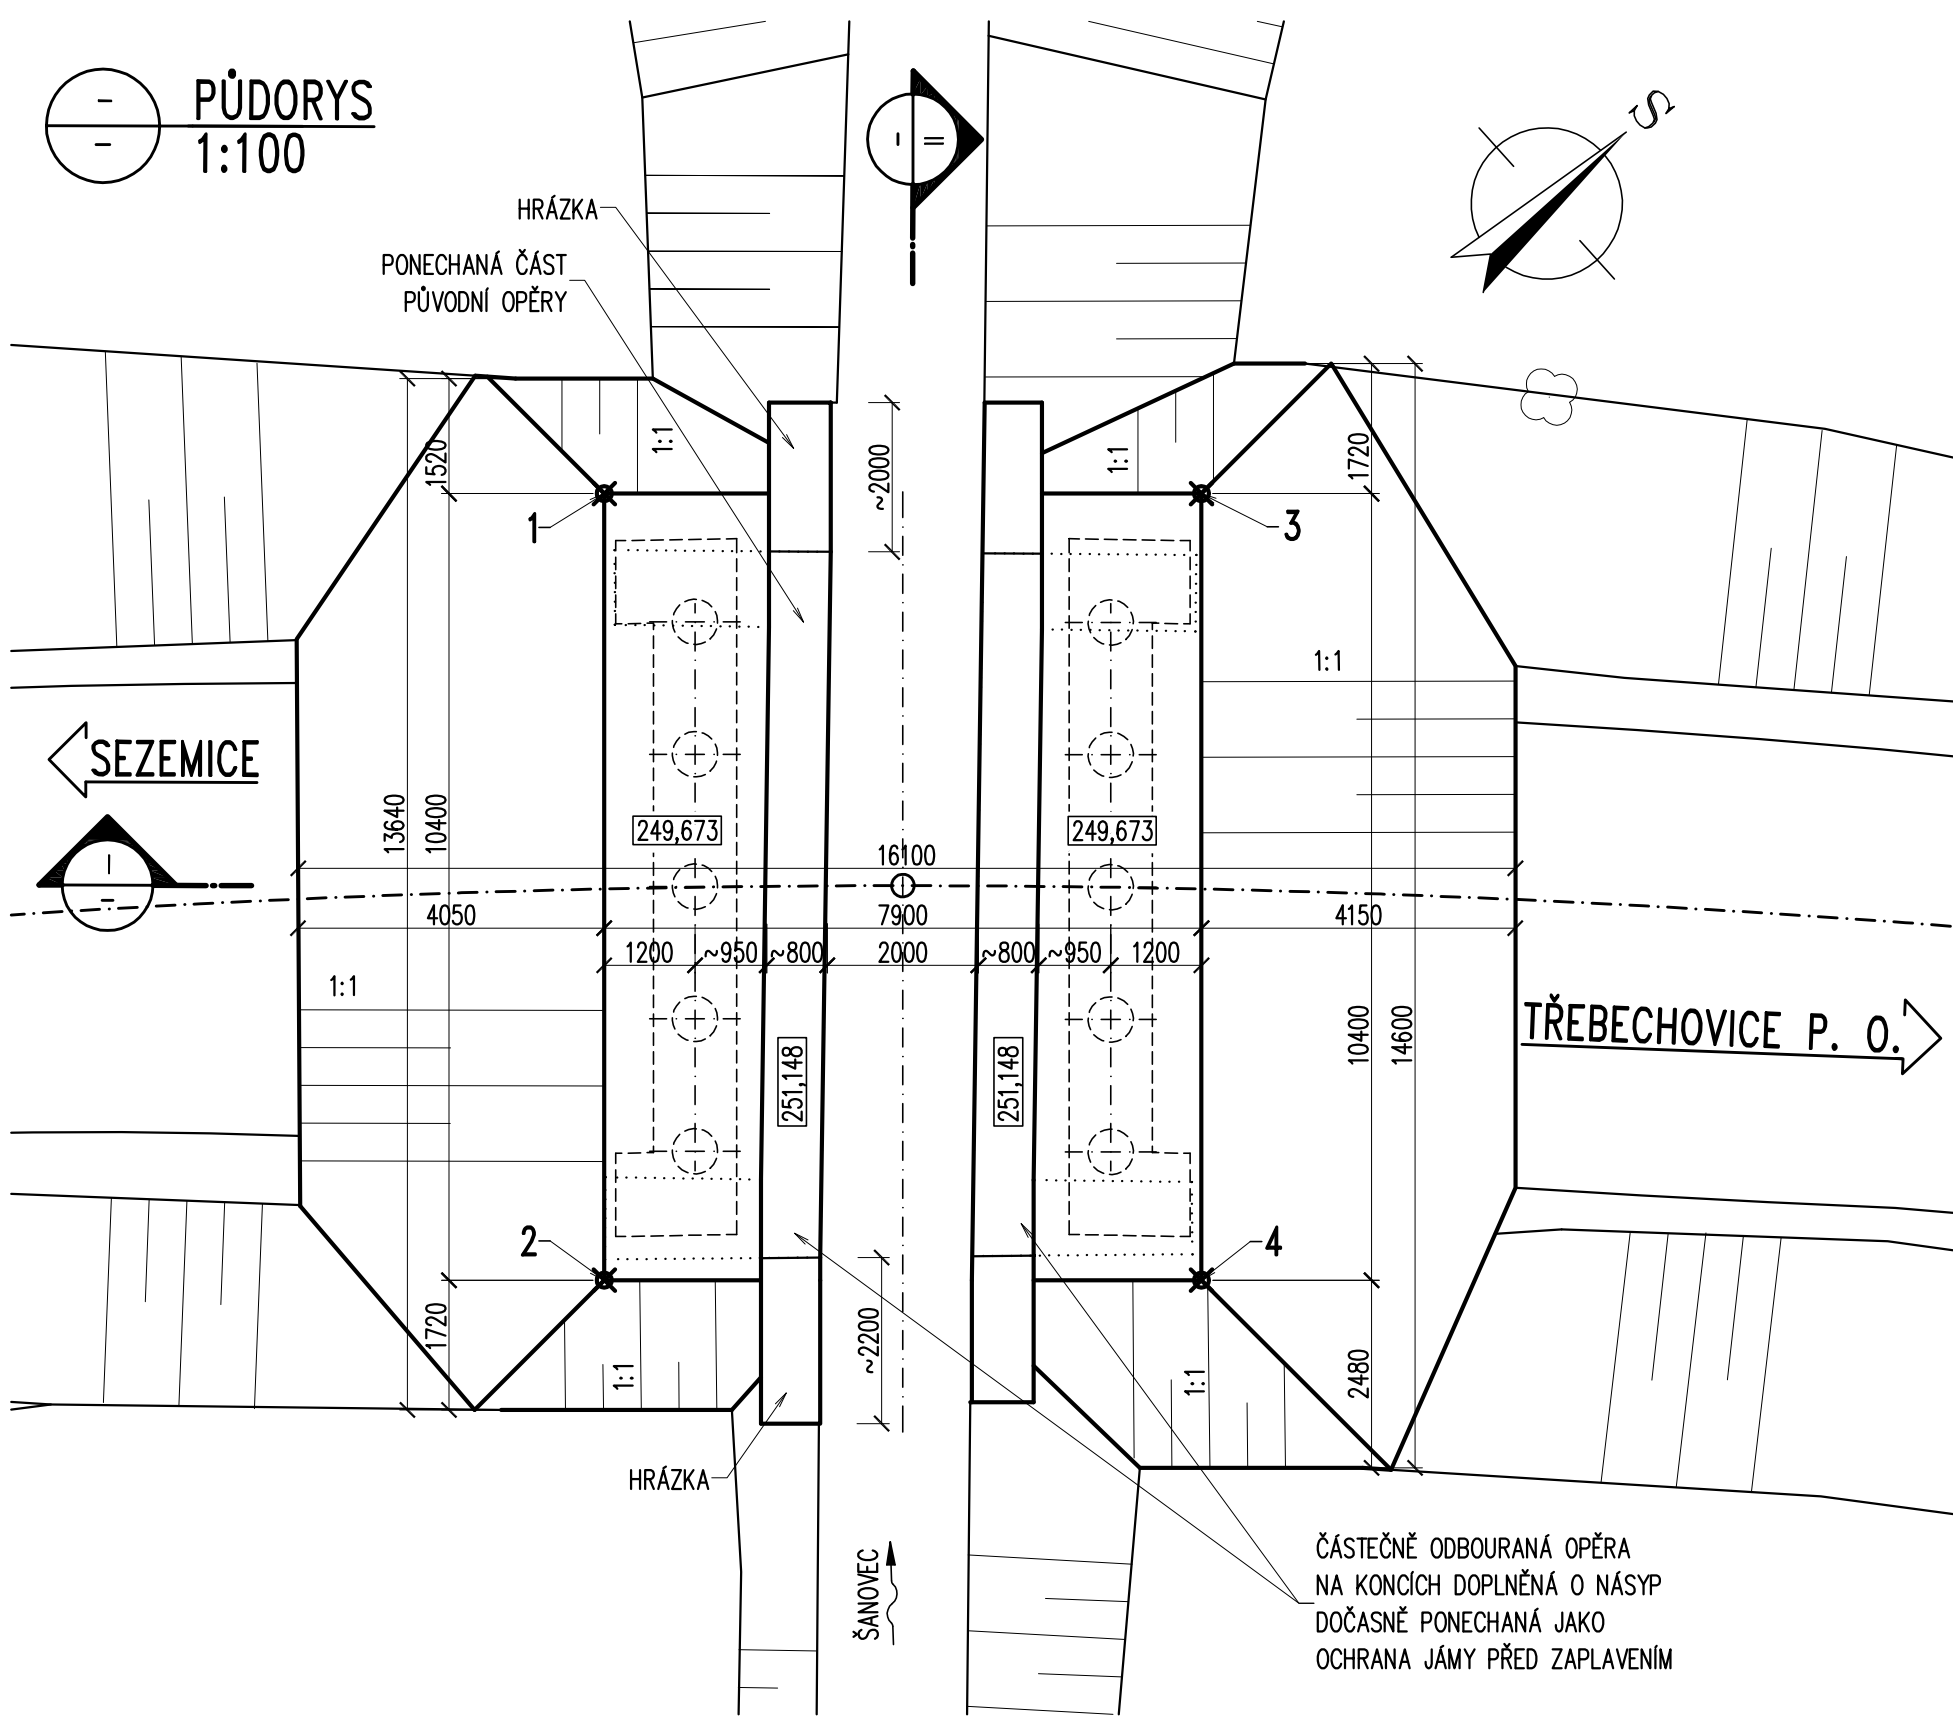 PŮDORYS
1:100
S
HRÁZKA
PONECHANÁ ČÁST
PŮVODNÍ OPĚRY
1520
1:1
~2000
1:1
1720
1
3
1:1
SEZEMICE
13640
10400
249,673
249,673
16100
4050
7900
4150
1200
~950
~800
2000
~800
~950
1200
1:1
TŘEBECHOVICE P. O.
251,148
251,148
10400
14600
2
4
1720
~2200
1:1
1:1
2480
HRÁZKA
ŠANOVEC
ČÁSTEČNĚ ODBOURANÁ OPĚRA
NA KONCÍCH DOPLNĚNÁ O NÁSYP
DOČASNĚ PONECHANÁ JAKO
OCHRANA JÁMY PŘED ZAPLAVENÍM